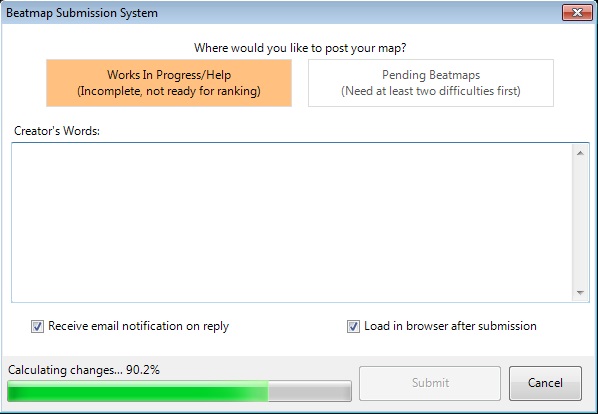 Beatmap Submission System
Where would you like to post your map?
Works In Progress/Help
(Incomplete, not ready for ranking)
Pending Beatmaps
(Need at least two difficulties first)
Creator's Words:
Receive email notification on reply
Load in browser after submission
Calculating changes... 90.2%
Submit
Cancel